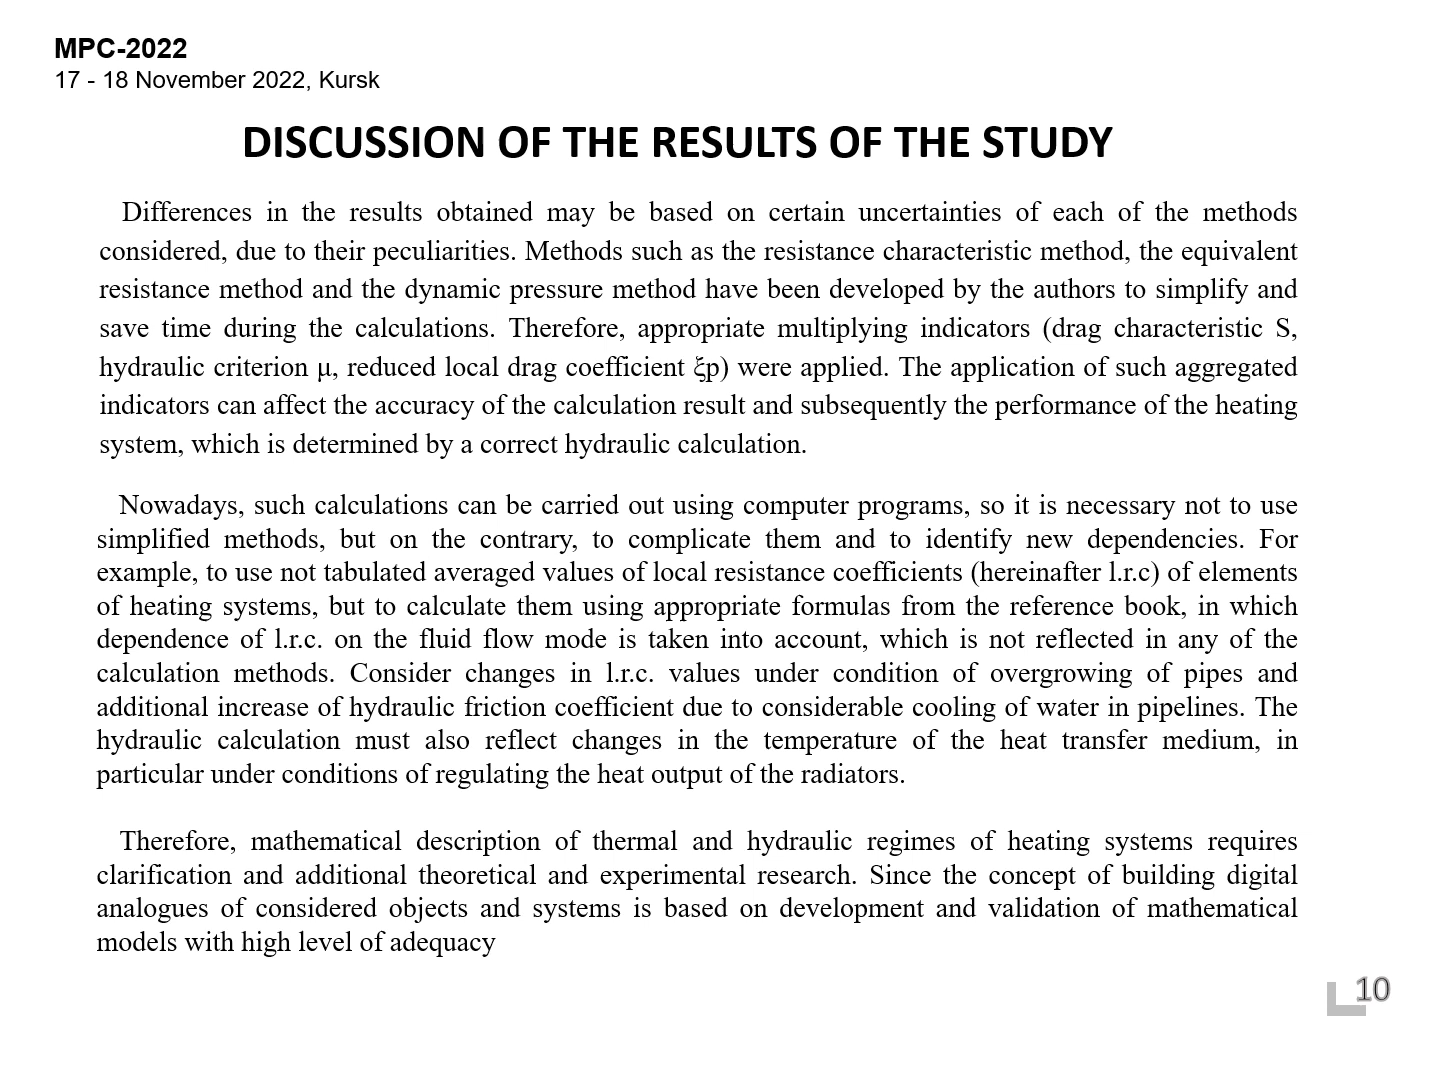 MPC-2022
17 - 18 November 2022, Kursk
DISCUSSION OF THE RESULTS OF THE STUDY
Differences in the results obtained may be based on certain uncertainties of each of the methods
considered, due to their peculiarities. Methods such as the resistance characteristic method, the equivalent
resistance method and the dynamic pressure method have been developed by the authors to simplify and
save time during the calculations. Therefore, appropriate multiplying indicators (drag characteristic S,
hydraulic criterion μ, reduced local drag coefficient ξp) were applied. The application of such aggregated
indicators can affect the accuracy of the calculation result and subsequently the performance of the heating
system, which is determined by a correct hydraulic calculation.
Nowadays, such calculations can be carried out using computer programs, so it is necessary not to use
simplified methods, but on the contrary, to complicate them and to identify new dependencies. For
example, to use not tabulated averaged values of local resistance coefficients (hereinafter l.r.c) of elements
of heating systems, but to calculate them using appropriate formulas from the reference book, in which
dependence of l.r.c. on the fluid flow mode is taken into account, which is not reflected in any of the
calculation methods. Consider changes in l.r.c. values under condition of overgrowing of pipes and
additional increase of hydraulic friction coefficient due to considerable cooling of water in pipelines. The
hydraulic calculation must also reflect changes in the temperature of the heat transfer medium, in
particular under conditions of regulating the heat output of the radiators.
Therefore, mathematical description of thermal and hydraulic regimes of heating systems requires
clarification and additional theoretical and experimental research. Since the concept of building digital
analogues of considered objects and systems is based on development and validation of mathematical
models with high level of adequacy
10